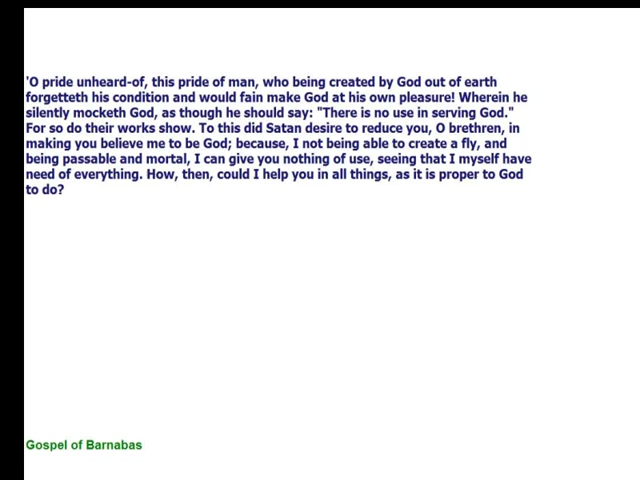 'O pride unheard-of, this pride of man, who being created by God out of earth
forgetteth his condition and would fain make God at his own pleasure! Wherein he
silently mocketh God, as though he should say: "There is no use in serving God."
For so do their works show. To this did Satan desire to reduce you, O brethren, in
making you believe me to be God; because, I not being able to create a fly, and
being passable and mortal, I can give you nothing of use, seeing that I myself have
need of everything. How, then, could I help you in all things, as it is proper to God
to do?
Gospel of Barnabas